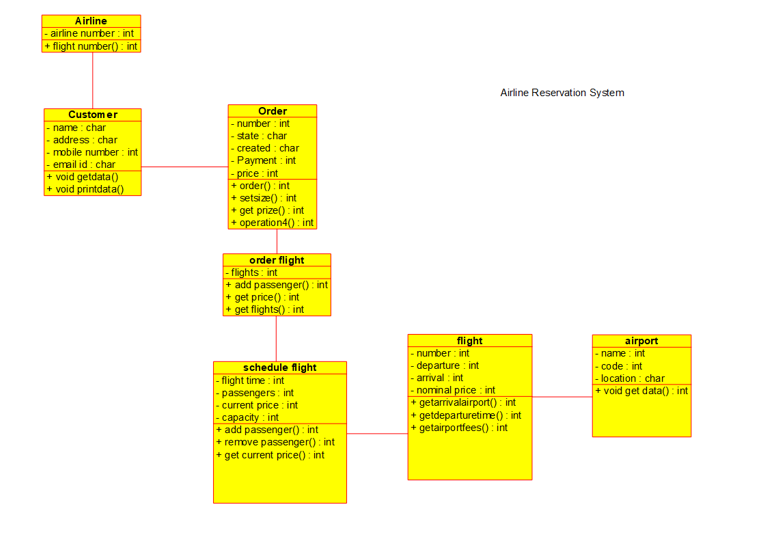 Airline
- airline number : int
+ flight number() : int
Airline Reservation System
Customer
- name : char
- address : char
- mobile number : int
- email id : char
+ void getdata()
+ void printdata()
Order
- number : int
- state : char
- created : char
- Payment : int
- price : int
+ order() : int
+ setsize() : int
+ get prize() : int
+ operation4() : int
order flight
- flights : int
+ add passenger() : int
+ get price() : int
+ get flights() : int
schedule flight
- flight time : int
- passengers : int
- current price : int
- capacity : int
+ add passenger() : int
+ remove passenger() : int
+ get current price() : int
flight
- number : int
- departure : int
- arrival : int
- nominal price : int
+ getarrivalairport() : int
+ getdeparturetime() : int
+ getairportfees() : int
airport
- name : int
- code : int
- location : char
+ void get data() : int